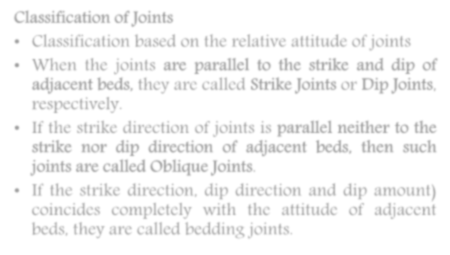 Classification of Joints
• Classification based on the relative attitude of joints
• When the joints are parallel to the strike and dip of
adjacent beds, they are called Strike Joints or Dip Joints,
respectively.
• If the strike direction of joints is parallel neither to the
strike nor dip direction of adjacent beds, then such
joints are called Oblique Joints.
• If the strike direction, dip direction and dip amount)
coincides completely with the attitude of adjacent
beds, they are called bedding joints.